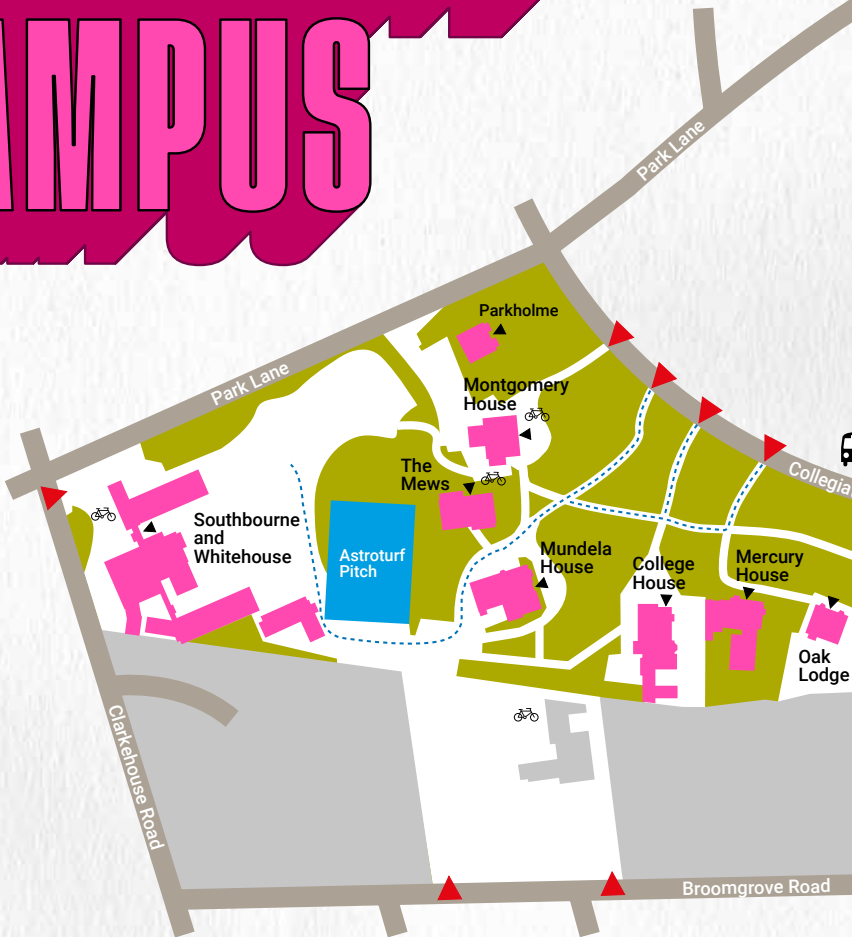 AMPUS
Park Lane
Parkholme
Park Lane
Montgomery
House
The
Mews
Collegia
Southbourne
and
Whitehouse
Astroturf
Pitch
Mundela
House
College
House
Mercury
House
Oak
Lodge
Clarkehouse Road
Broomgrove Road